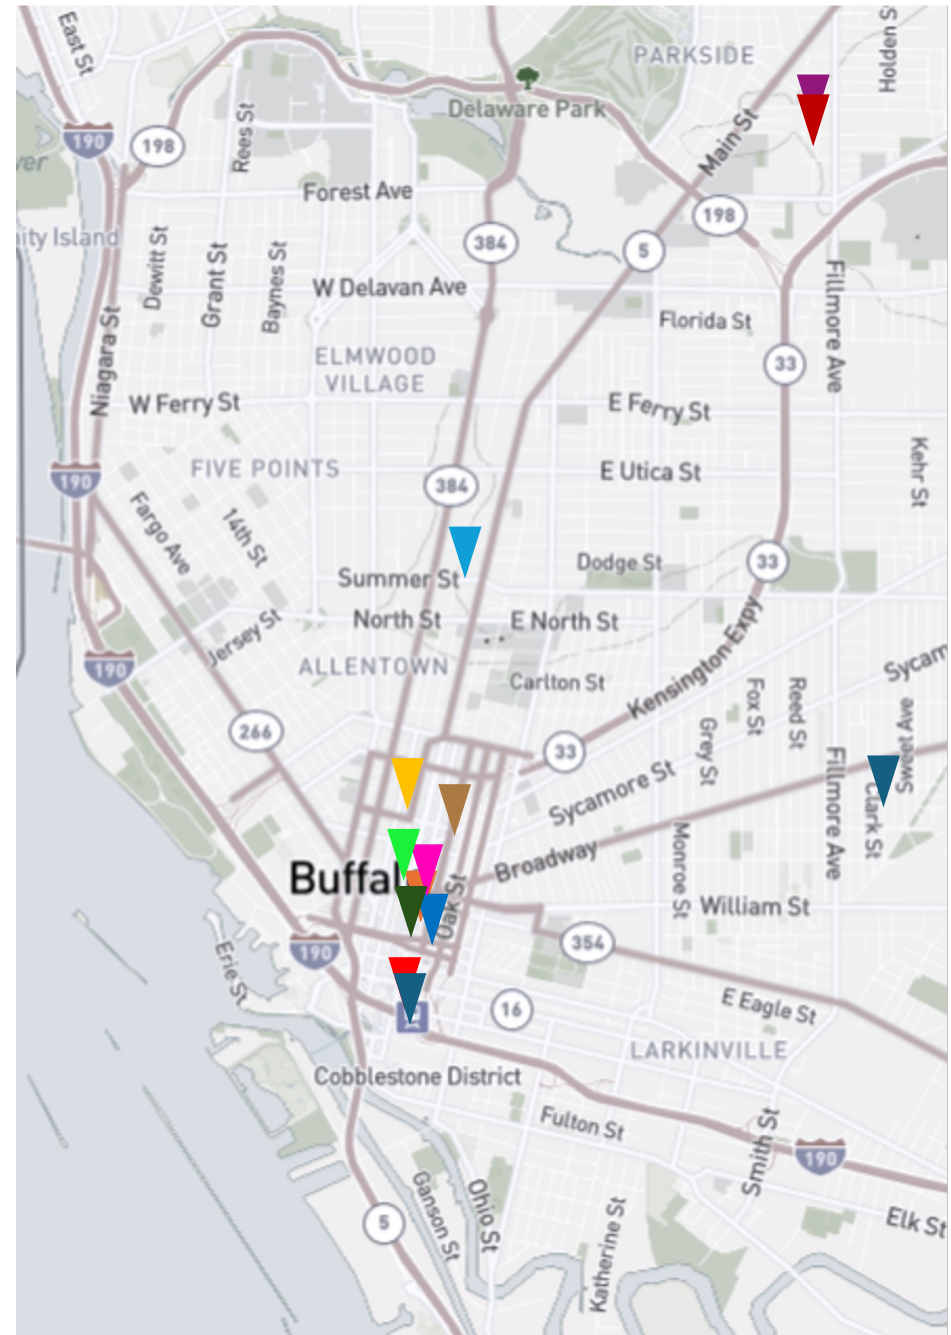 East St
PARKSIDE
Holden S
190
198
Delaware Park
Main St
Rees St
ver
Forest Ave
198
384
5
ity Island
Dewitt St
Grant St
Baynes St
W Delavan Ave
Florida St
Fillmore Ave
Niagara St
ELMWOOD
VILLAGE
33
W Ferry St
E Ferry St
FIVE POINTS
E Utica St
Kehr St
190
384
Fargo Ave
14th St
Summer St
Dodge St
33
North St
E North St
Jersey St
ALLENTOWN
190
Carlton St
Kensington Expy
Sycam
266
33
Grey St
Fox St
Reed St
Sweet Ave
Sycamore St
Fillmore Ave
Clark St
Buffal
Broadway
Oak St
Monroe St
William St
190
354
Erie St
16
E Eagle St
LARKINVILLE
Cobblestone District
Fulton St
Smith St
190
5
Ganson St
Ohio St
Katherine St
Elk St